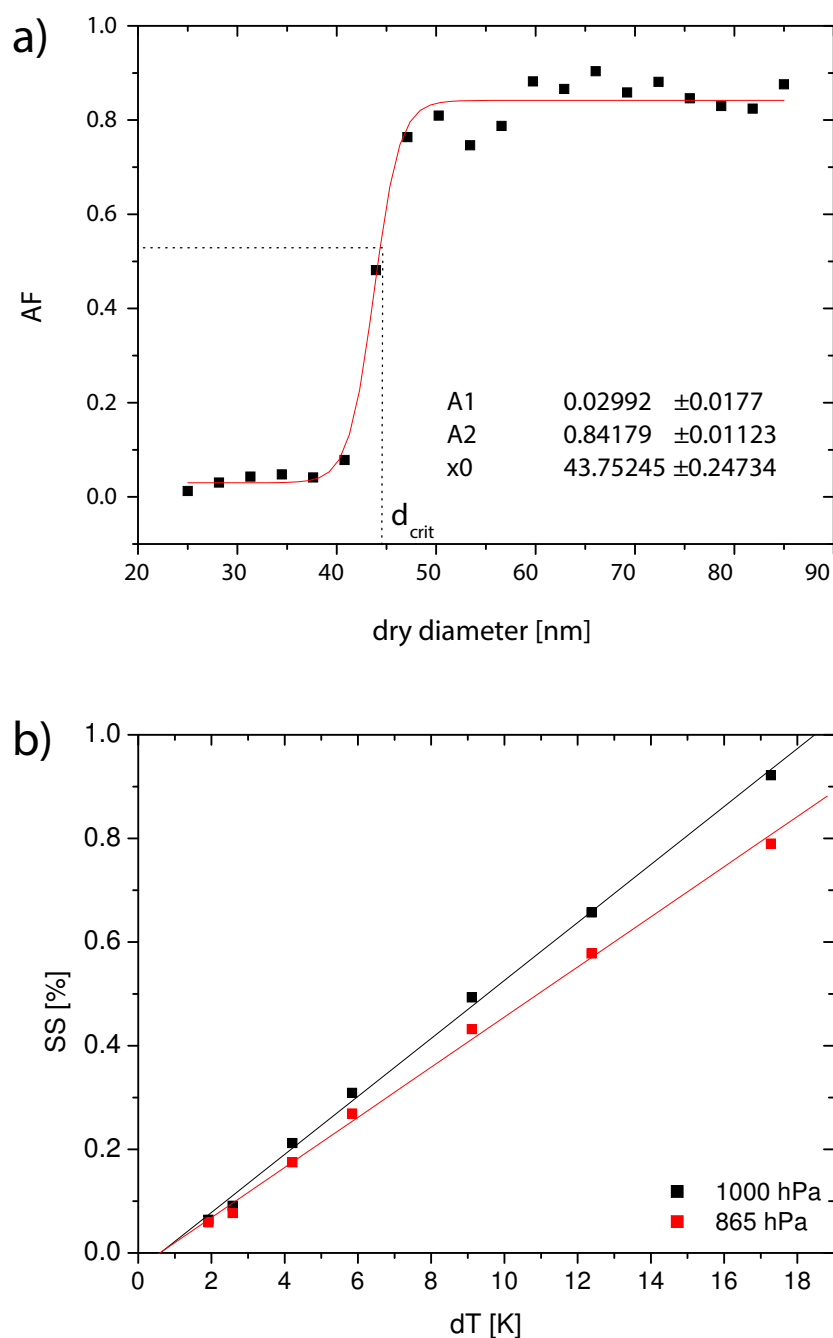 a)
1.0
0.8
0.6
0.4
0.2
0.0
AF
A1 0.02992 ±0.0177
A2 0.84179 ±0.01123
x0 43.75245 ±0.24734
d_crit
20 30 40 50 60 70 80 90
dry diameter [nm]
b)
1.0
0.8
0.6
0.4
0.2
0.0
SS [%]
1000 hPa
865 hPa
0 2 4 6 8 10 12 14 16 18
dT [K]